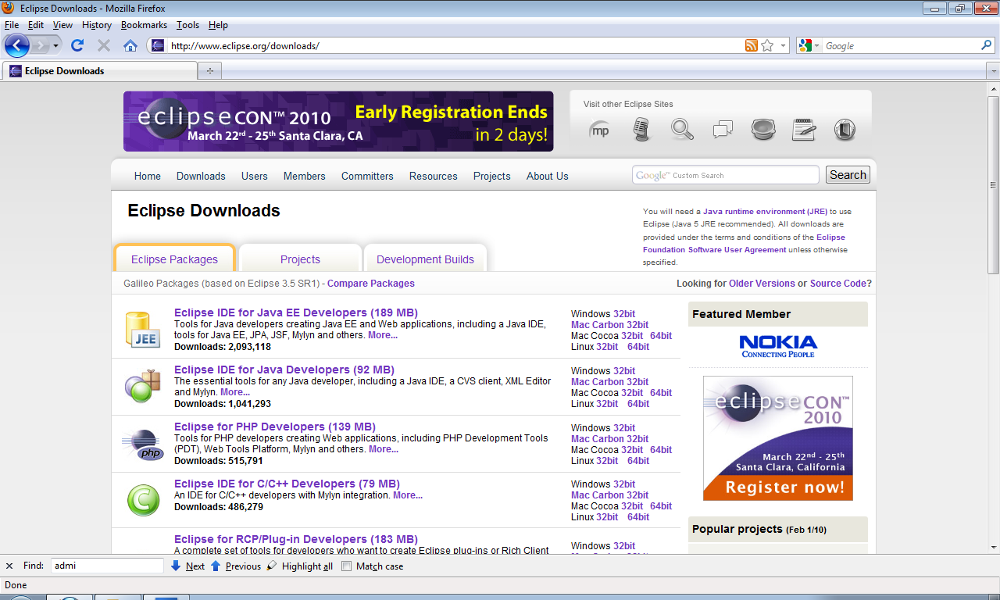 Eclipse Downloads - Mozilla Firefox
File Edit View History Bookmarks Tools Help
http://www.eclipse.org/downloads/
Google
Eclipse Downloads
eclipseCON™ 2010
March 22rd - 25th Santa Clara, CA
Early Registration Ends
in 2 days!
Visit other Eclipse Sites
mp
Home Downloads Users Members Committers Resources Projects About Us
Google™ Custom Search
Search
Eclipse Downloads
You will need a Java runtime environment (JRE) to use
Eclipse (Java 5 JRE recommended). All downloads are
provided under the terms and conditions of the Eclipse
Foundation Software User Agreement unless otherwise
specified.
Eclipse Packages
Projects
Development Builds
Galileo Packages (based on Eclipse 3.5 SR1) - Compare Packages
Looking for Older Versions or Source Code?
JEE
Eclipse IDE for Java EE Developers (189 MB)
Tools for Java developers creating Java EE and Web applications, including a Java IDE,
tools for Java EE, JPA, JSF, Mylyn and others. More...
Downloads: 2,093,118
Windows 32bit
Mac Carbon 32bit
Mac Cocoa 32bit 64bit
Linux 32bit 64bit
Eclipse IDE for Java Developers (92 MB)
The essential tools for any Java developer, including a Java IDE, a CVS client, XML Editor
and Mylyn. More...
Downloads: 1,041,293
Windows 32bit
Mac Carbon 32bit
Mac Cocoa 32bit 64bit
Linux 32bit 64bit
php
Eclipse for PHP Developers (139 MB)
Tools for PHP developers creating Web applications, including PHP Development Tools
(PDT), Web Tools Platform, Mylyn and others. More...
Downloads: 515,791
Windows 32bit
Mac Carbon 32bit
Mac Cocoa 32bit 64bit
Linux 32bit 64bit
C
Eclipse IDE for C/C++ Developers (79 MB)
An IDE for C/C++ developers with Mylyn integration. More...
Downloads: 486,279
Windows 32bit
Mac Carbon 32bit
Mac Cocoa 32bit 64bit
Linux 32bit 64bit
Eclipse for RCP/Plug-in Developers (183 MB)
A complete set of tools for developers who want to create Eclipse plug-ins or Rich Client
Windows 32bit
Featured Member
NOKIA
CONNECTING PEOPLE
eclipseCON™
2010
March 22nd - 25th
Santa Clara, California
Register now!
Popular projects (Feb 1/10)
Find: admi Next Previous Highlight all Match case
Done